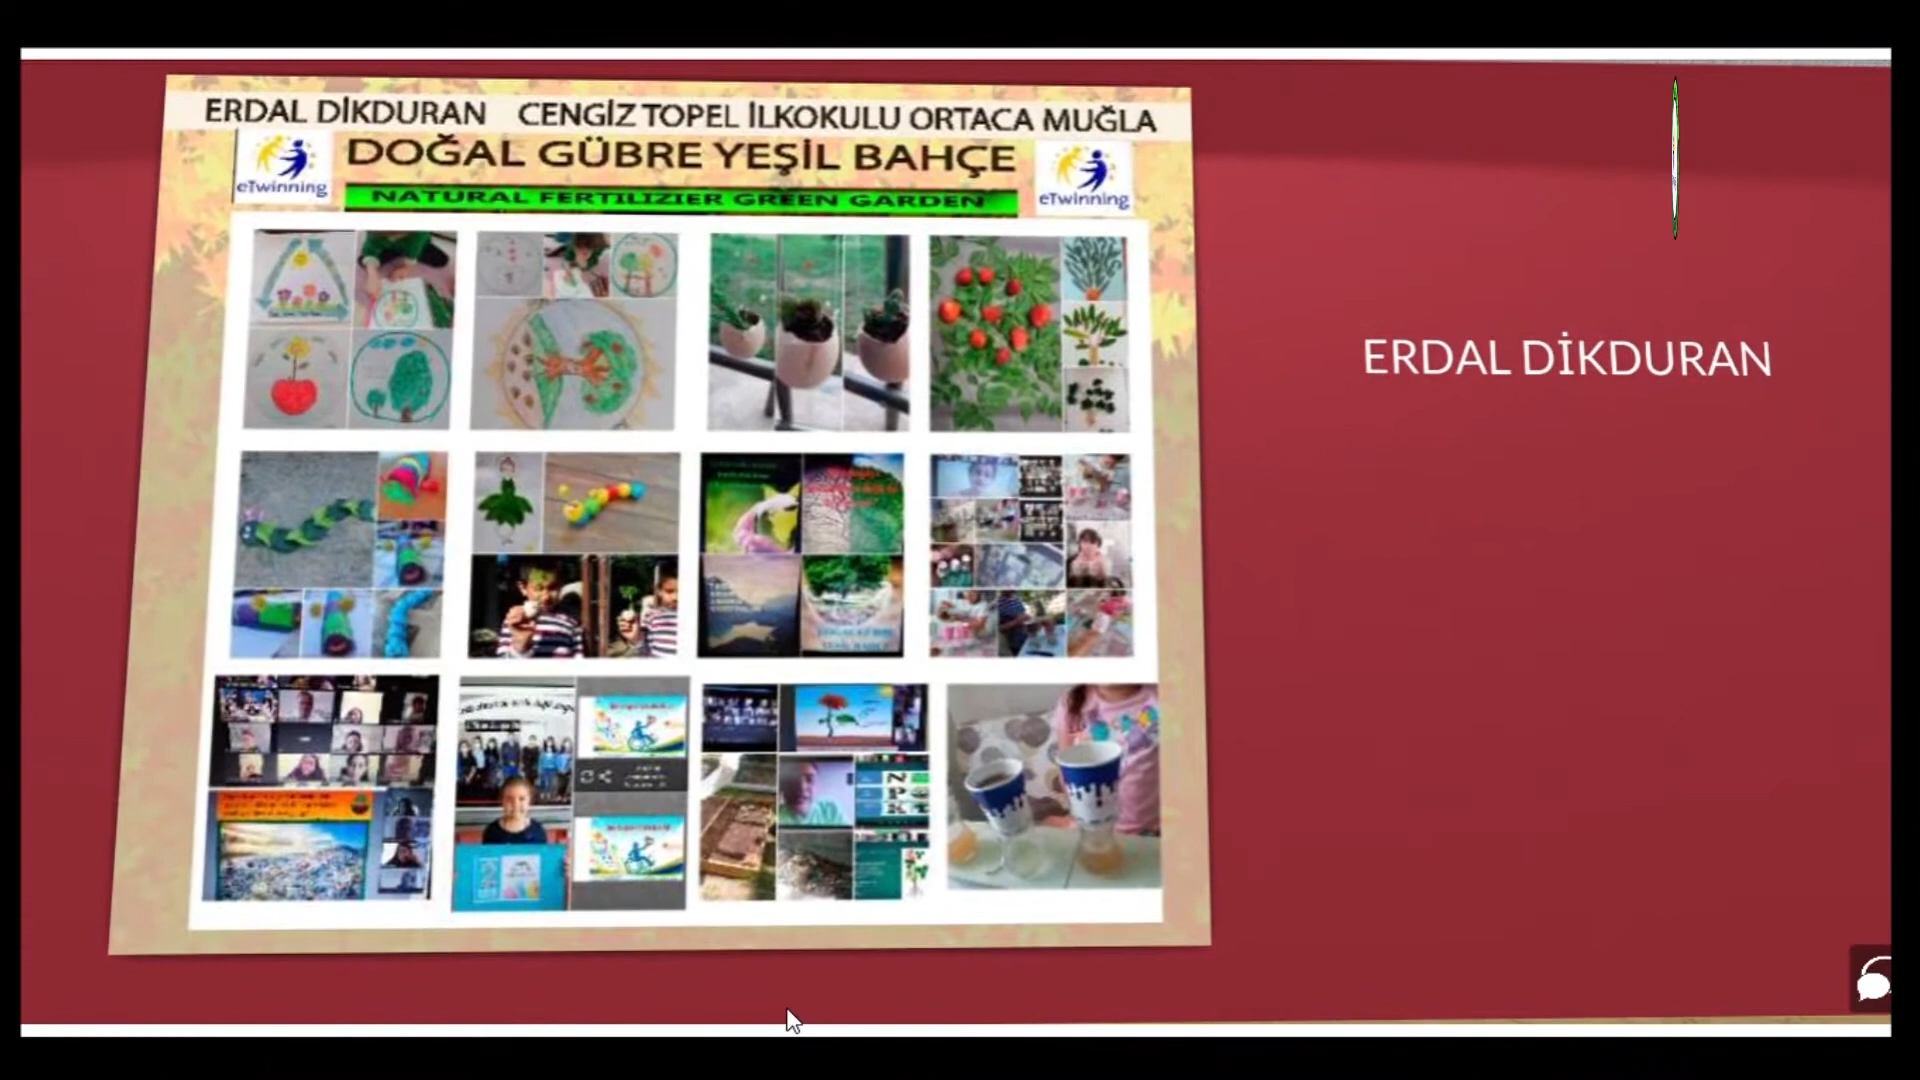 ERDAL DİKDURAN CENGİZ TOPEL İLKOKULU ORTACA MUĞLA
DOĞAL GÜBRE YEŞİL BAHÇE
eTwinning
NATURAL FERTILIZIER GREEN GARDEN
eTwinning
ERDAL DİKDURAN
N
P
K